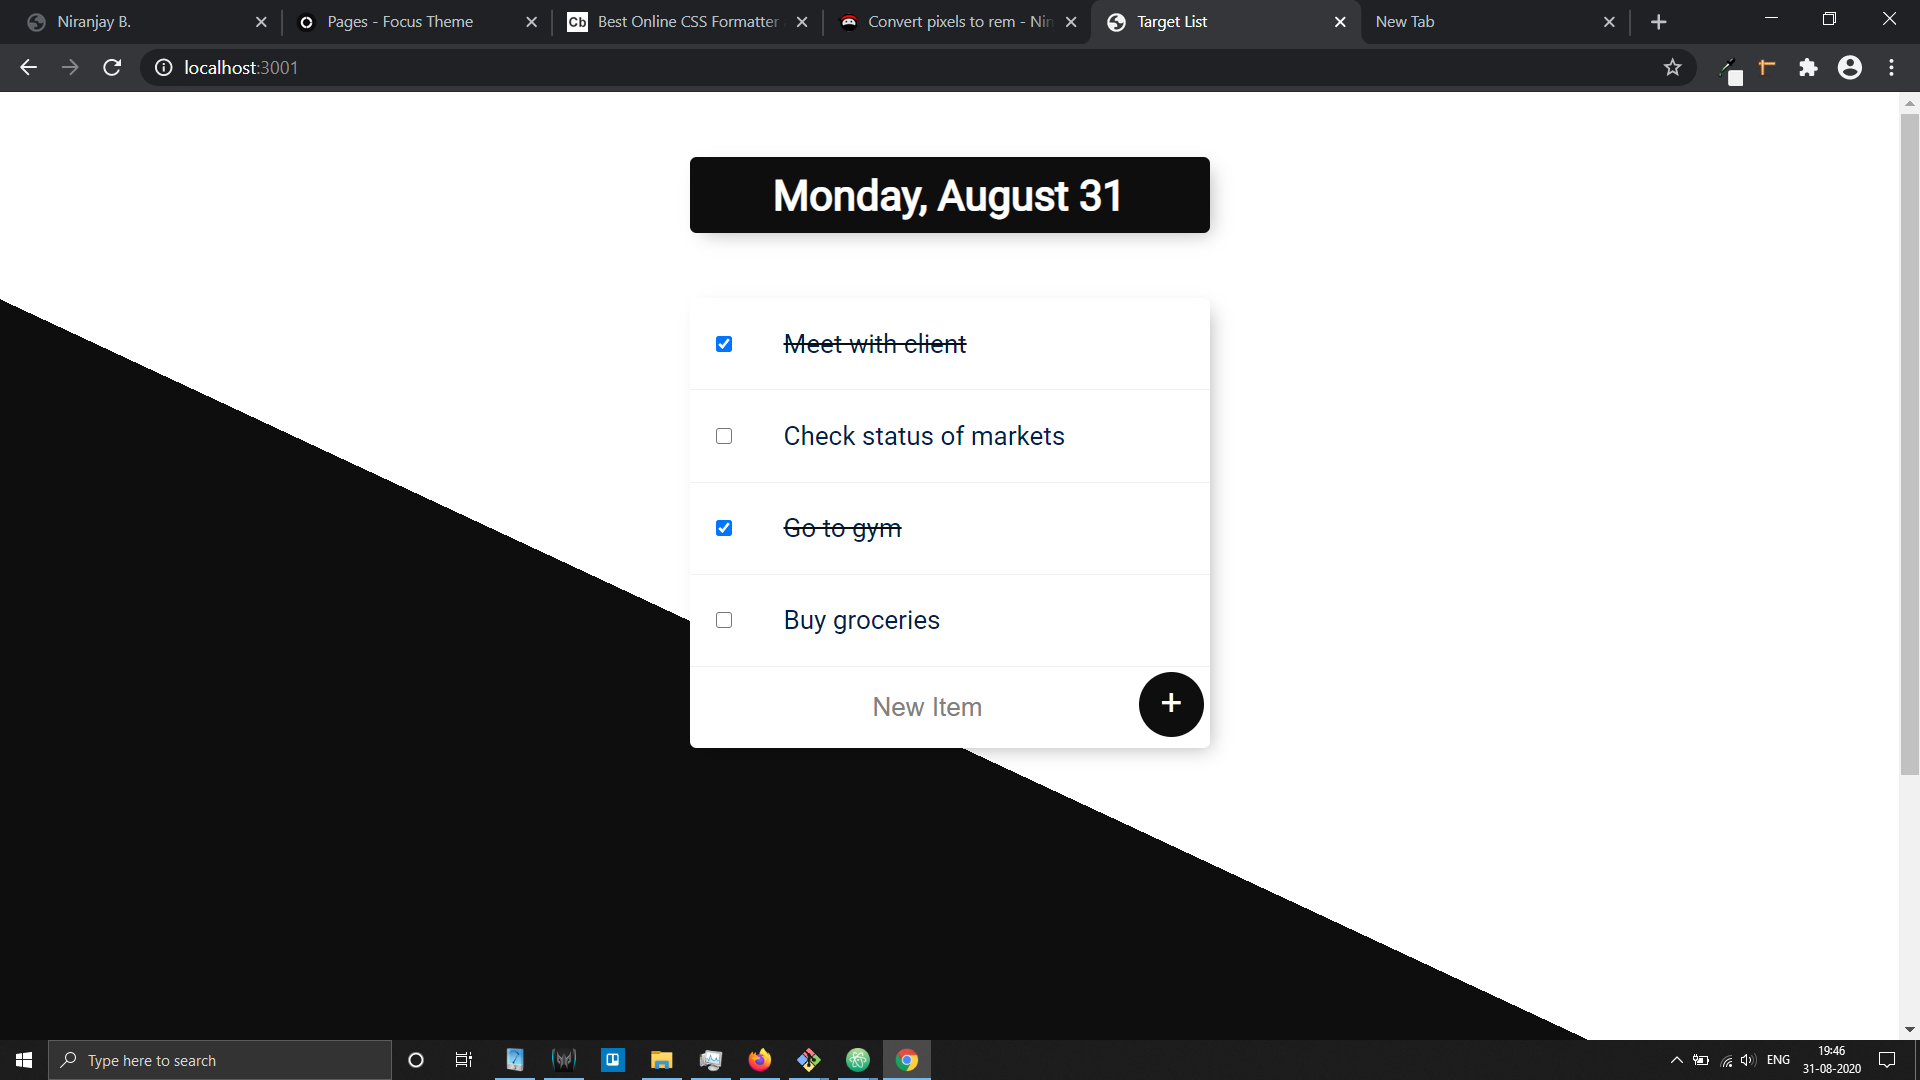 Niranjay B.
Pages - Focus Theme
Cb Best Online CSS Formatter
Convert pixels to rem - Nin
Target List
New Tab
localhost:3001
Monday, August 31
Meet with client
Check status of markets
Go to gym
Buy groceries
New Item
+
Type here to search
ENG
19:46
31-08-2020